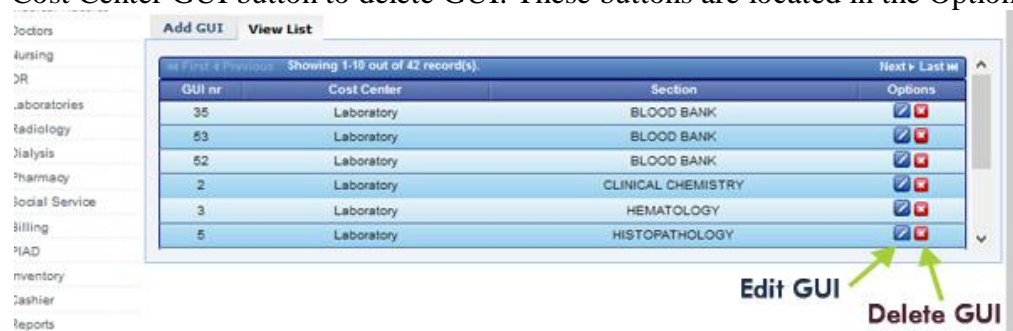 Cost Center GUI button to delete GUI. These buttons are located in the Option
Doctors
Nursing
OR
Laboratories
Radiology
Dialysis
Pharmacy
Social Service
Billing
PIAD
Inventory
Cashier
Reports
Add GUI View List
First Previous Showing 1-10 out of 42 record(s). Next Last
GUI nr Cost Center Section Options
35 Laboratory BLOOD BANK
53 Laboratory BLOOD BANK
52 Laboratory BLOOD BANK
2 Laboratory CLINICAL CHEMISTRY
3 Laboratory HEMATOLOGY
5 Laboratory HISTOPATHOLOGY
Edit GUI
Delete GUI